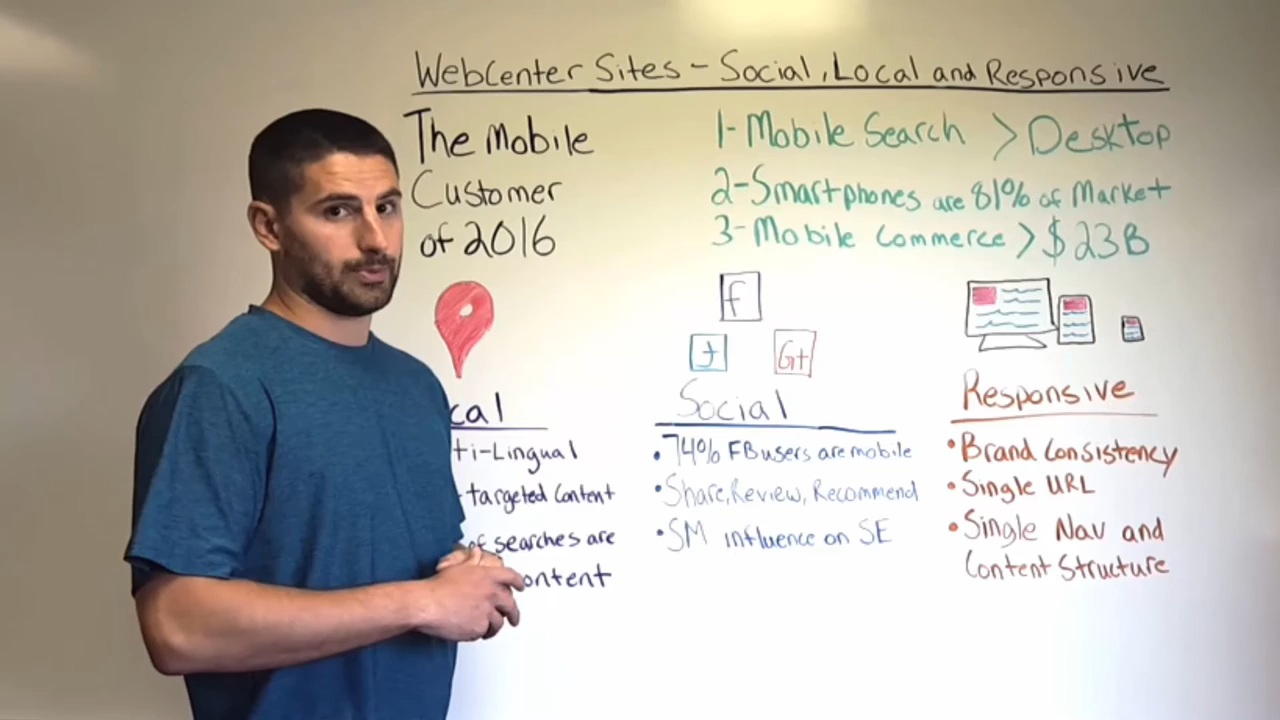 WebCenter Sites - Social, Local and Responsive
The Mobile
Customer
of 2016
1-Mobile Search > Desktop
2-Smartphones are 81% of Market
3-Mobile Commerce > $23B
cal
ti-Lingual
-targeted Content
of searches are
ontent
f
t
G+
Social
• 74% FB users are mobile
• Share, Review, Recommend
• SM influence on SE
Responsive
• Brand Consistency
• Single URL
• Single Nav and
Content Structure